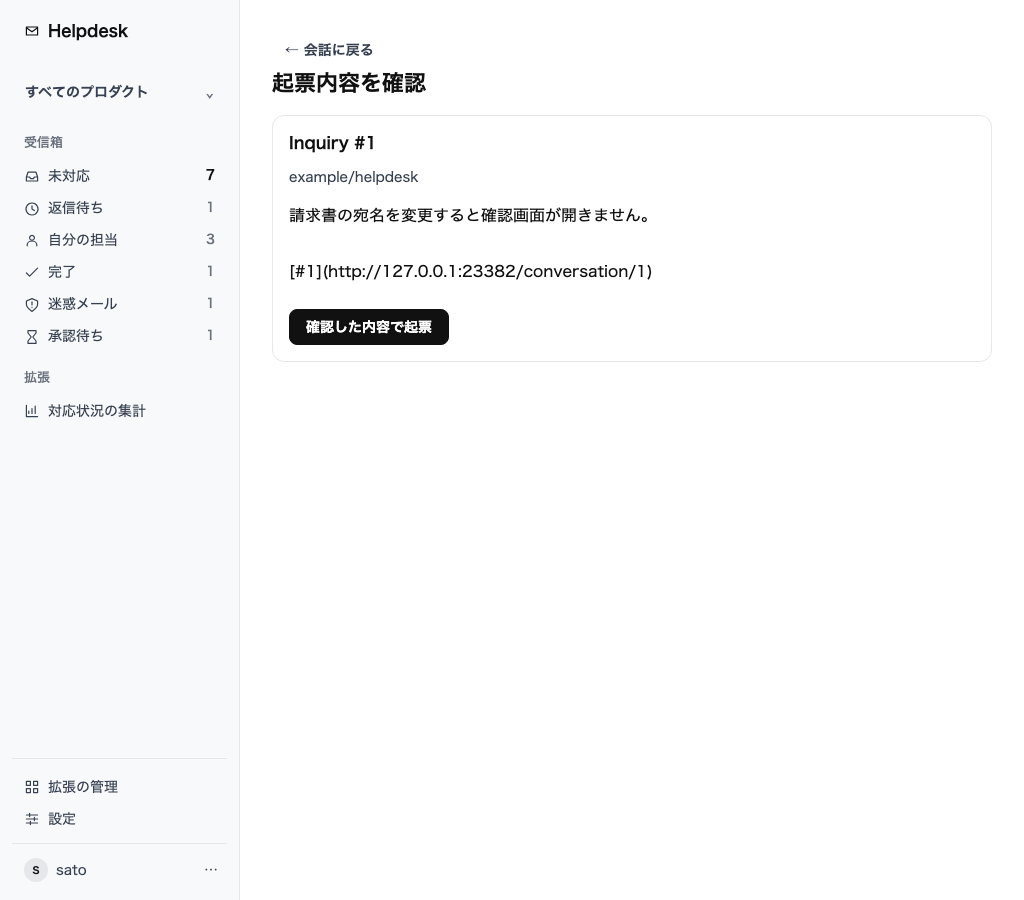 Helpdesk
すべてのプロダクト
受信箱
未対応 7
返信待ち 1
自分の担当 3
完了 1
迷惑メール 1
承認待ち 1
拡張
対応状況の集計
拡張の管理
設定
S sato ...
← 会話に戻る
起票内容を確認
Inquiry #1
example/helpdesk
請求書の宛名を変更すると確認画面が開きません。
[#1](http://127.0.0.1:23382/conversation/1)
確認した内容で起票